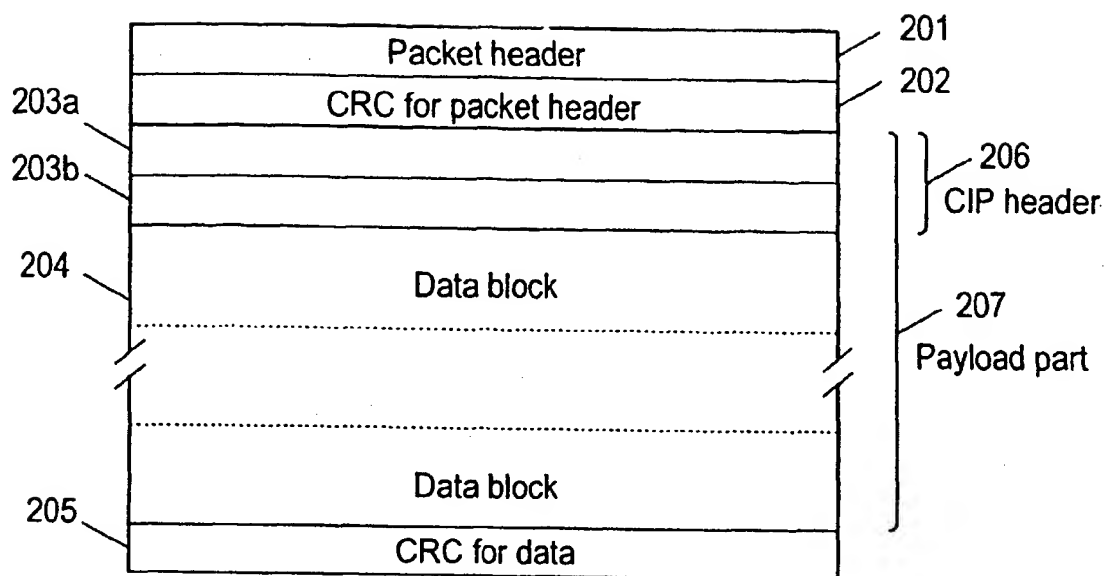 201
Packet header
202
CRC for packet header
203a
203b
206
CIP header
204
Data block
207
Payload part
Data block
205
CRC for data